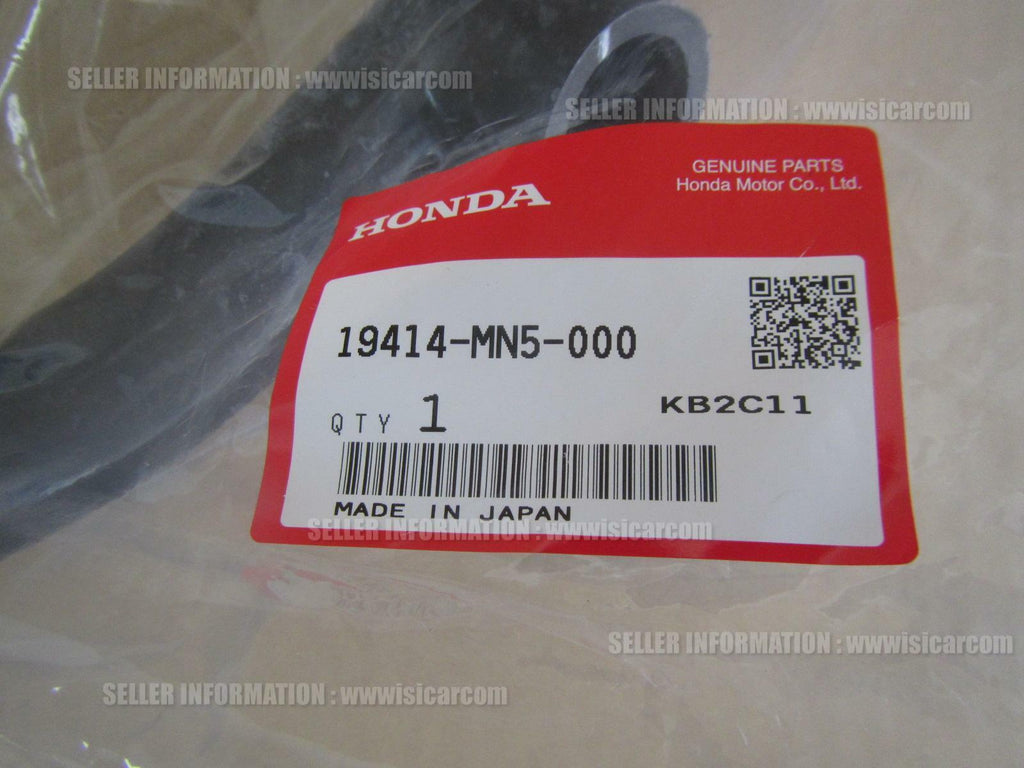 SELLER INFORMATION : wwwisicarcom
SELLER INFORMATION : wwwisicarcom
GENUINE PARTS
Honda Motor Co., Ltd.
HONDA
19414-MN5-000
QTY 1
KB2C11
MADE IN JAPAN
SELLER INFORMATION : wwwisicarcom
SELLER INFORMATION : wwwisicarcom
SELLER INFORMATION : wwwisicarcom